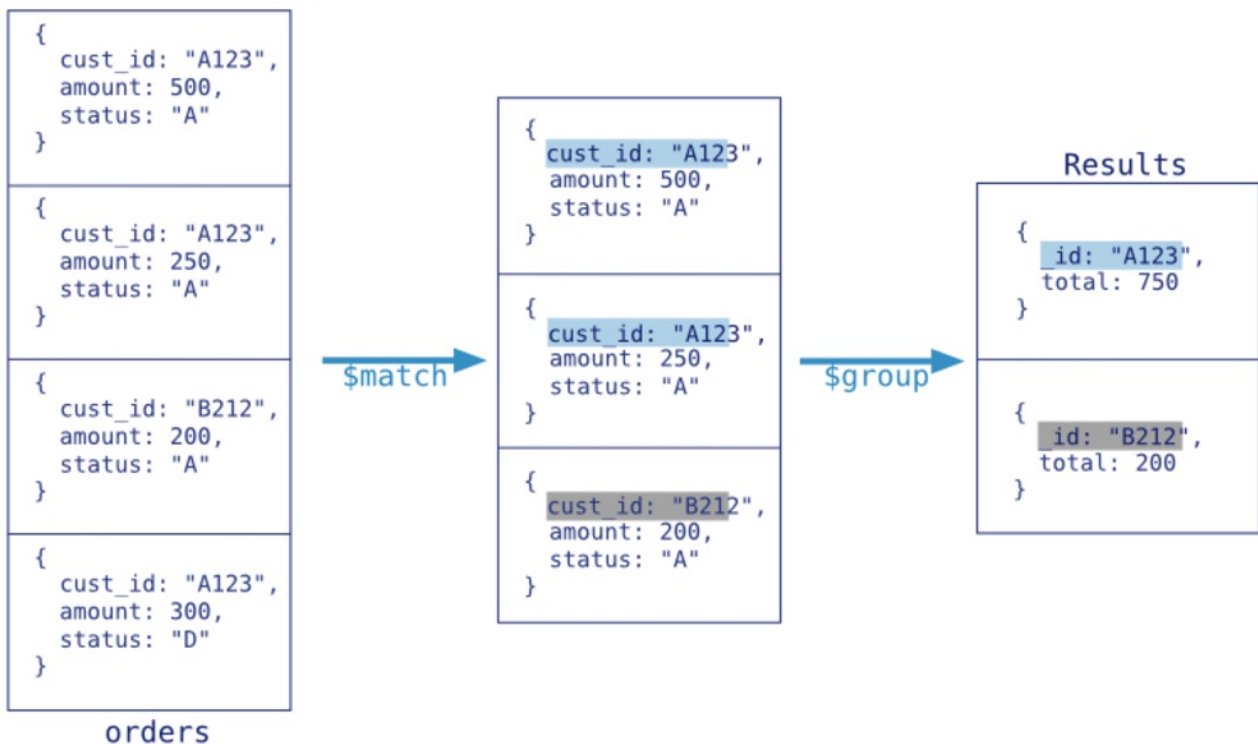 {
cust_id: "A123",
amount: 500,
status: "A"
}
{
cust_id: "A123",
amount: 250,
status: "A"
}
{
cust_id: "B212",
amount: 200,
status: "A"
}
{
cust_id: "A123",
amount: 300,
status: "D"
}
orders
$match
{
cust_id: "A123",
amount: 500,
status: "A"
}
{
cust_id: "A123",
amount: 250,
status: "A"
}
{
cust_id: "B212",
amount: 200,
status: "A"
}
$group
Results
{
_id: "A123",
total: 750
}
{
_id: "B212",
total: 200
}